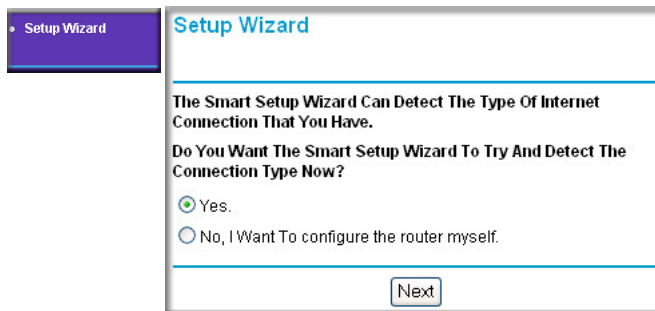 Setup Wizard
Setup Wizard
The Smart Setup Wizard Can Detect The Type Of Internet
Connection That You Have.
Do You Want The Smart Setup Wizard To Try And Detect The
Connection Type Now?
Yes.
No, I Want To configure the router myself.
Next